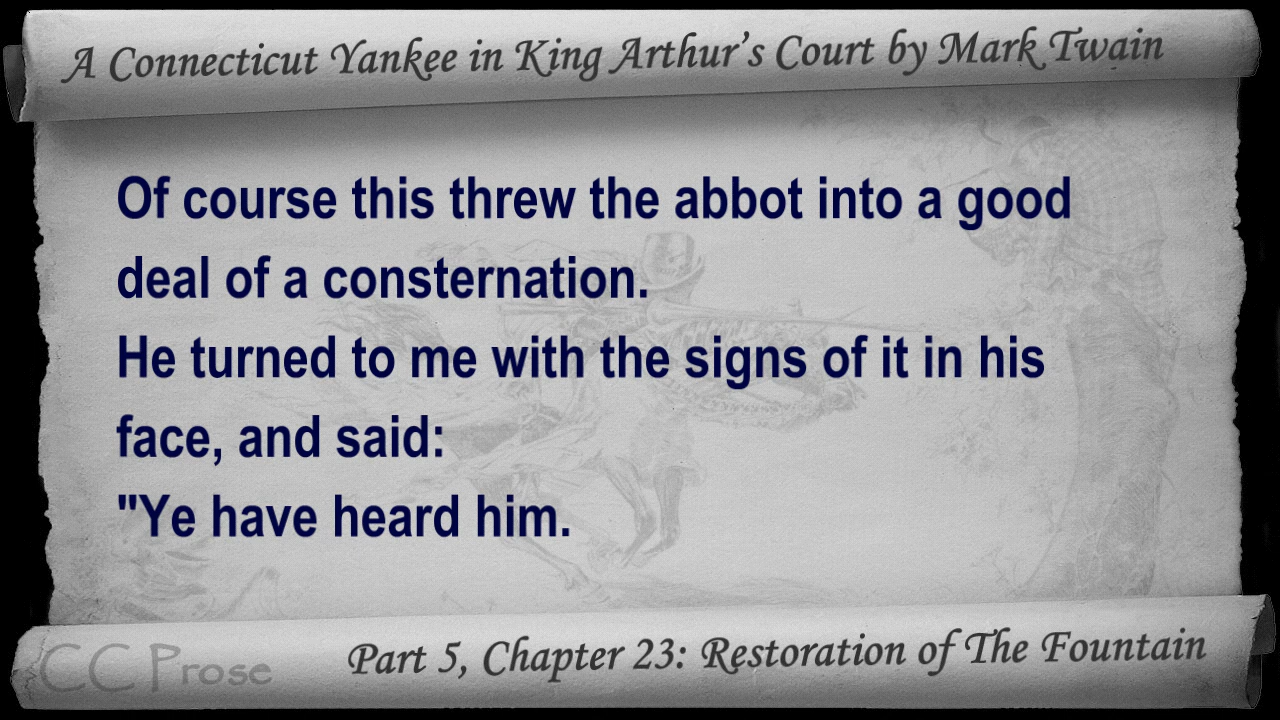 A Connecticut Yankee in King Arthur's Court by Mark Twain
Of course this threw the abbot into a good
deal of a consternation.
He turned to me with the signs of it in his
face, and said:
"Ye have heard him.
CC Prose
Part 5, Chapter 23: Restoration of The Fountain